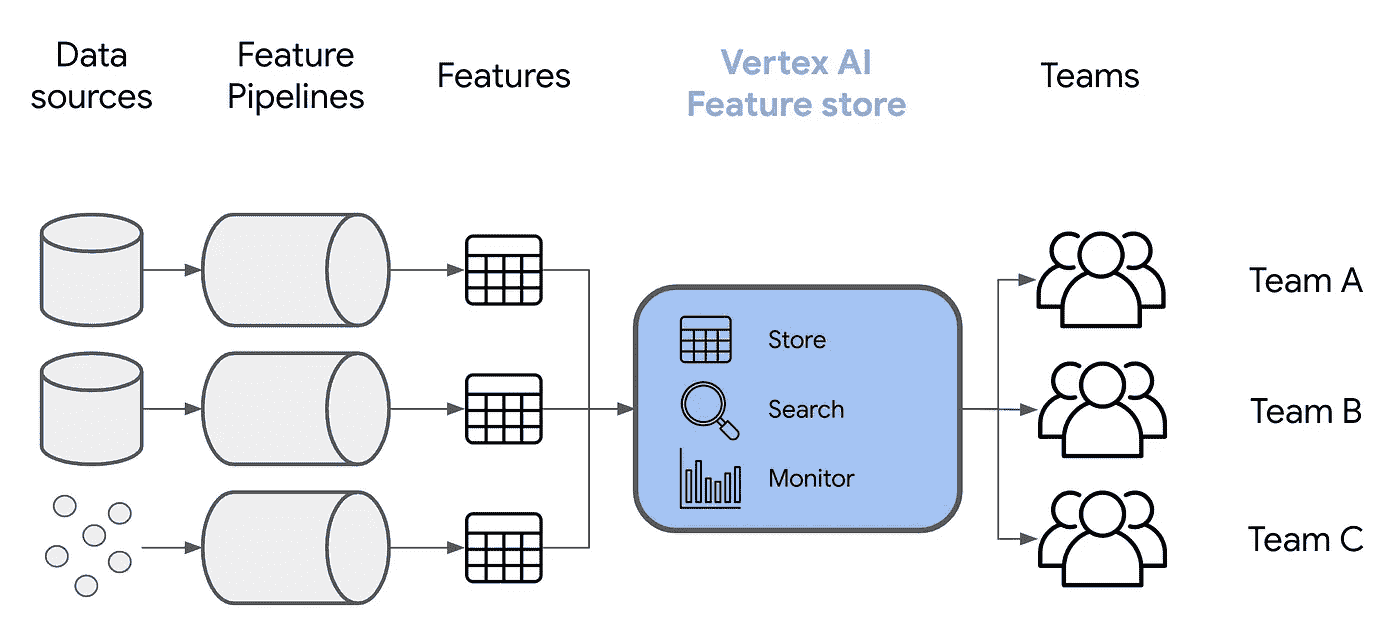 Data
sources
Feature
Pipelines
Features
Vertex AI
Feature store
Teams
Store
Search
Monitor
Team A
Team B
Team C